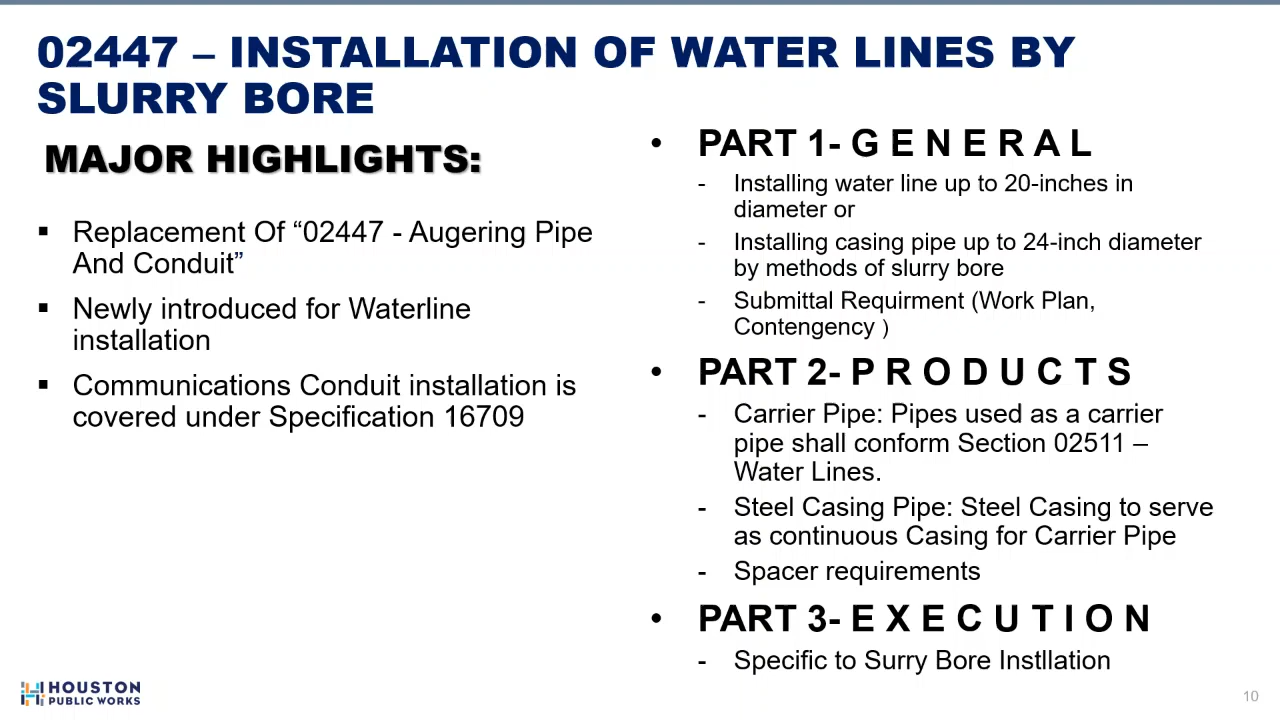 02447 – INSTALLATION OF WATER LINES BY
SLURRY BORE
MAJOR HIGHLIGHTS:
▪ Replacement Of “02447 - Augering Pipe
And Conduit”
▪ Newly introduced for Waterline
installation
▪ Communications Conduit installation is
covered under Specification 16709
• PART 1- G E N E R A L
- Installing water line up to 20-inches in
diameter or
- Installing casing pipe up to 24-inch diameter
by methods of slurry bore
- Submittal Requirment (Work Plan,
Contengency )
• PART 2- P R O D U C T S
- Carrier Pipe: Pipes used as a carrier
pipe shall conform Section 02511 –
Water Lines.
- Steel Casing Pipe: Steel Casing to serve
as continuous Casing for Carrier Pipe
- Spacer requirements
• PART 3- E X E C U T I O N
- Specific to Surry Bore Instllation
HOUSTON
PUBLIC WORKS
10